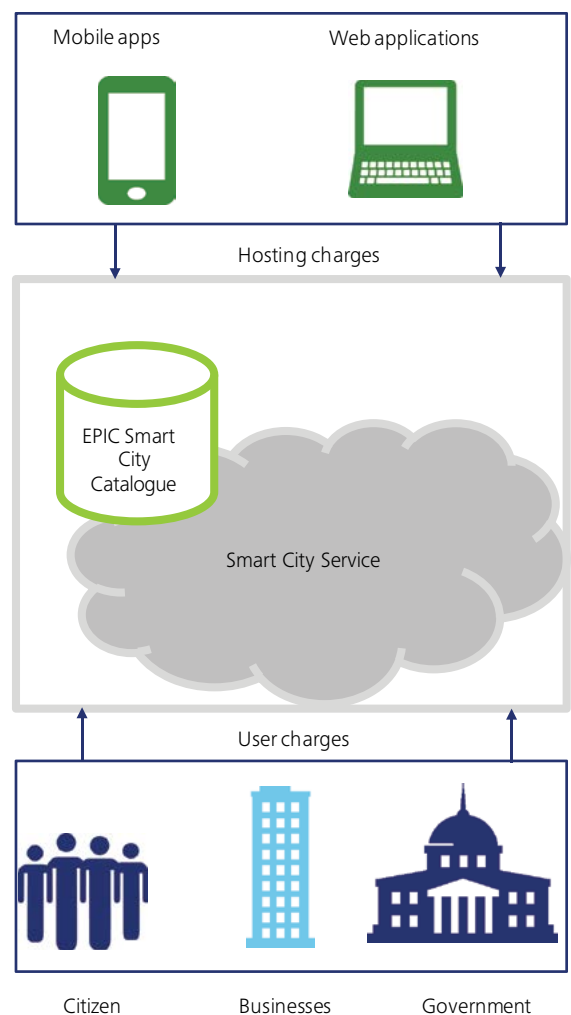 Mobile apps
Web applications
Hosting charges
EPIC Smart
City
Catalogue
Smart City Service
User charges
Citizen
Businesses
Government